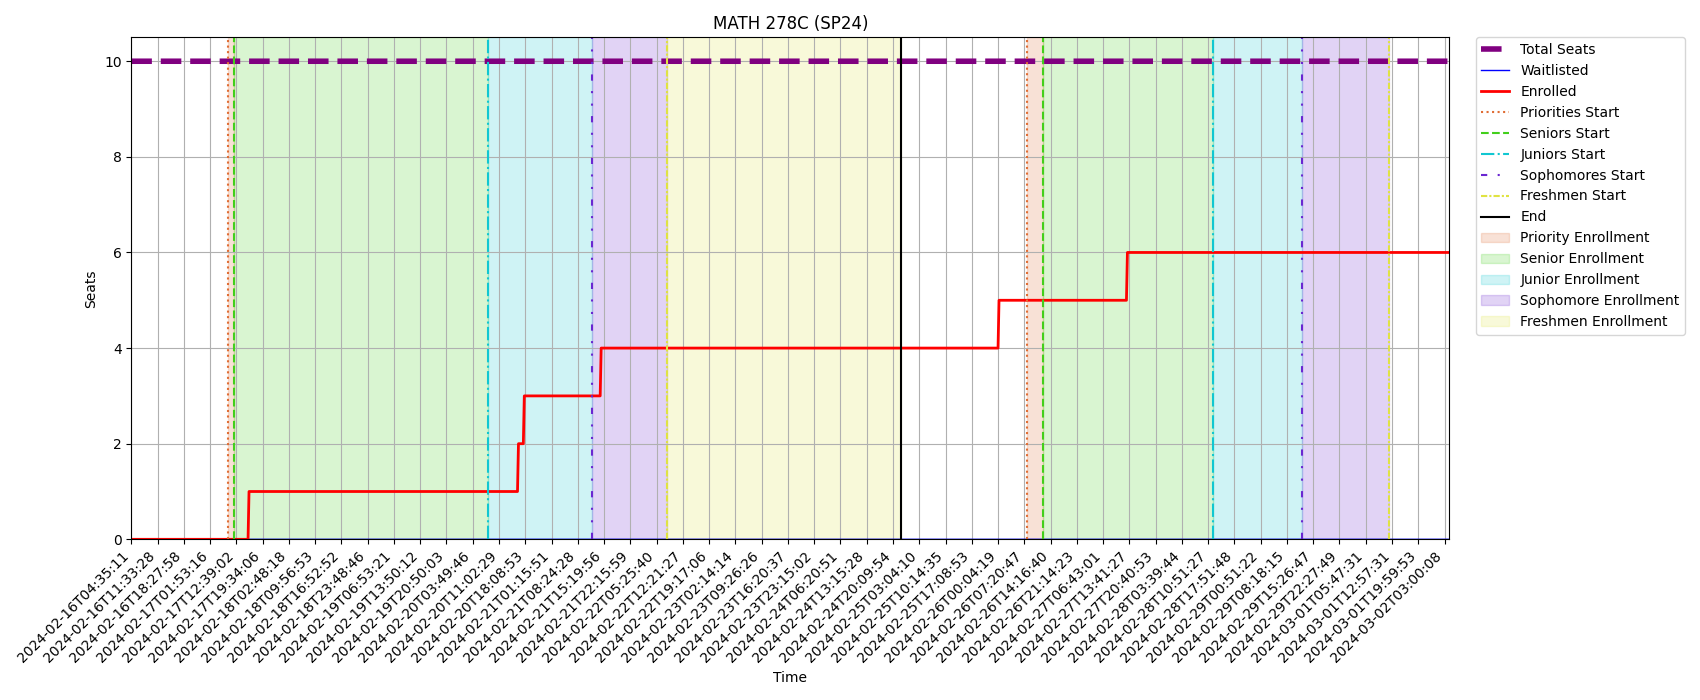 MATH 278C (SP24)
10
8
6
4
2
0
Seats
2024-02-16T04:35:11
2024-02-16T11:33:28
2024-02-16T18:27:58
2024-02-17T01:53:16
2024-02-17T12:39:02
2024-02-17T19:34:06
2024-02-18T02:48:18
2024-02-18T09:56:53
2024-02-18T16:52:52
2024-02-18T23:48:46
2024-02-19T06:53:21
2024-02-19T13:50:12
2024-02-19T20:50:03
2024-02-20T03:49:46
2024-02-20T11:02:29
2024-02-20T18:08:53
2024-02-21T01:15:51
2024-02-21T08:24:28
2024-02-21T15:19:56
2024-02-21T22:15:59
2024-02-22T05:25:40
2024-02-22T12:21:27
2024-02-22T19:17:06
2024-02-23T02:14:14
2024-02-23T09:26:26
2024-02-23T16:20:37
2024-02-23T23:15:02
2024-02-24T06:20:51
2024-02-24T13:15:28
2024-02-24T20:09:54
2024-02-25T03:04:10
2024-02-25T10:14:35
2024-02-25T17:08:53
2024-02-26T00:04:19
2024-02-26T07:20:47
2024-02-26T14:16:40
2024-02-26T21:14:23
2024-02-27T06:43:01
2024-02-27T13:41:27
2024-02-27T20:40:53
2024-02-28T03:39:44
2024-02-28T10:51:27
2024-02-28T17:51:48
2024-02-29T00:51:22
2024-02-29T08:18:15
2024-02-29T15:26:47
2024-02-29T22:27:49
2024-03-01T05:47:31
2024-03-01T12:57:31
2024-03-01T19:59:53
2024-03-02T03:00:08
Time
Total Seats
Waitlisted
Enrolled
Priorities Start
Seniors Start
Juniors Start
Sophomores Start
Freshmen Start
End
Priority Enrollment
Senior Enrollment
Junior Enrollment
Sophomore Enrollment
Freshmen Enrollment